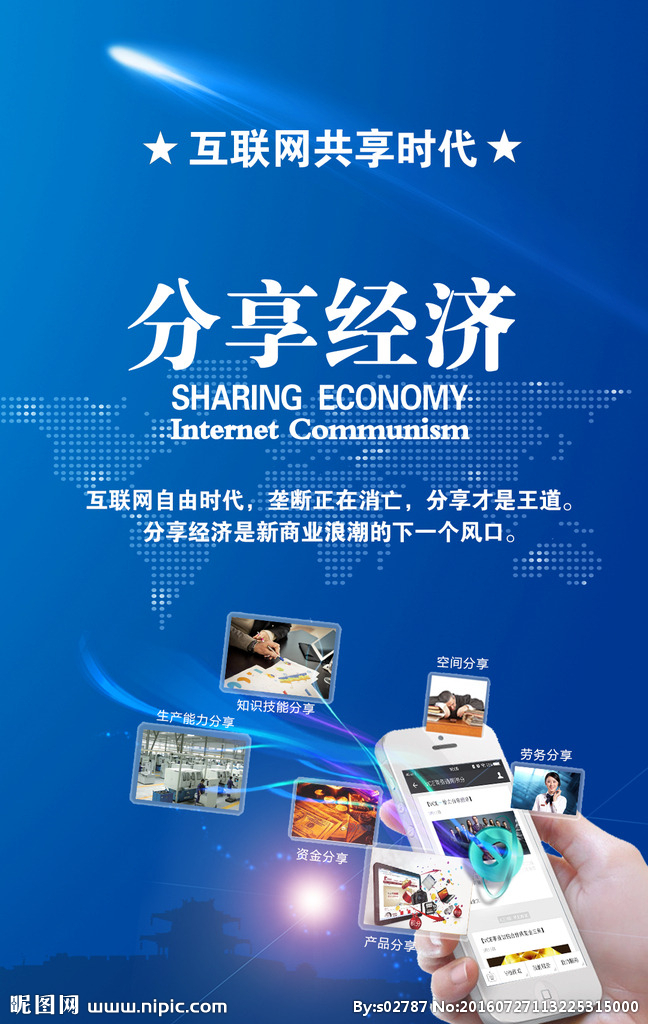 ★ 互联网共享时代 ★
分享经济
SHARING ECONOMY
Internet Communism
互联网自由时代，垄断正在消亡，分享才是王道。
分享经济是新商业浪潮的下一个风口。
空间分享
知识技能分享
生产能力分享
劳务分享
资金分享
产品分享
昵图网 www.nipic.com
By:s02787 No:20160727113225315000